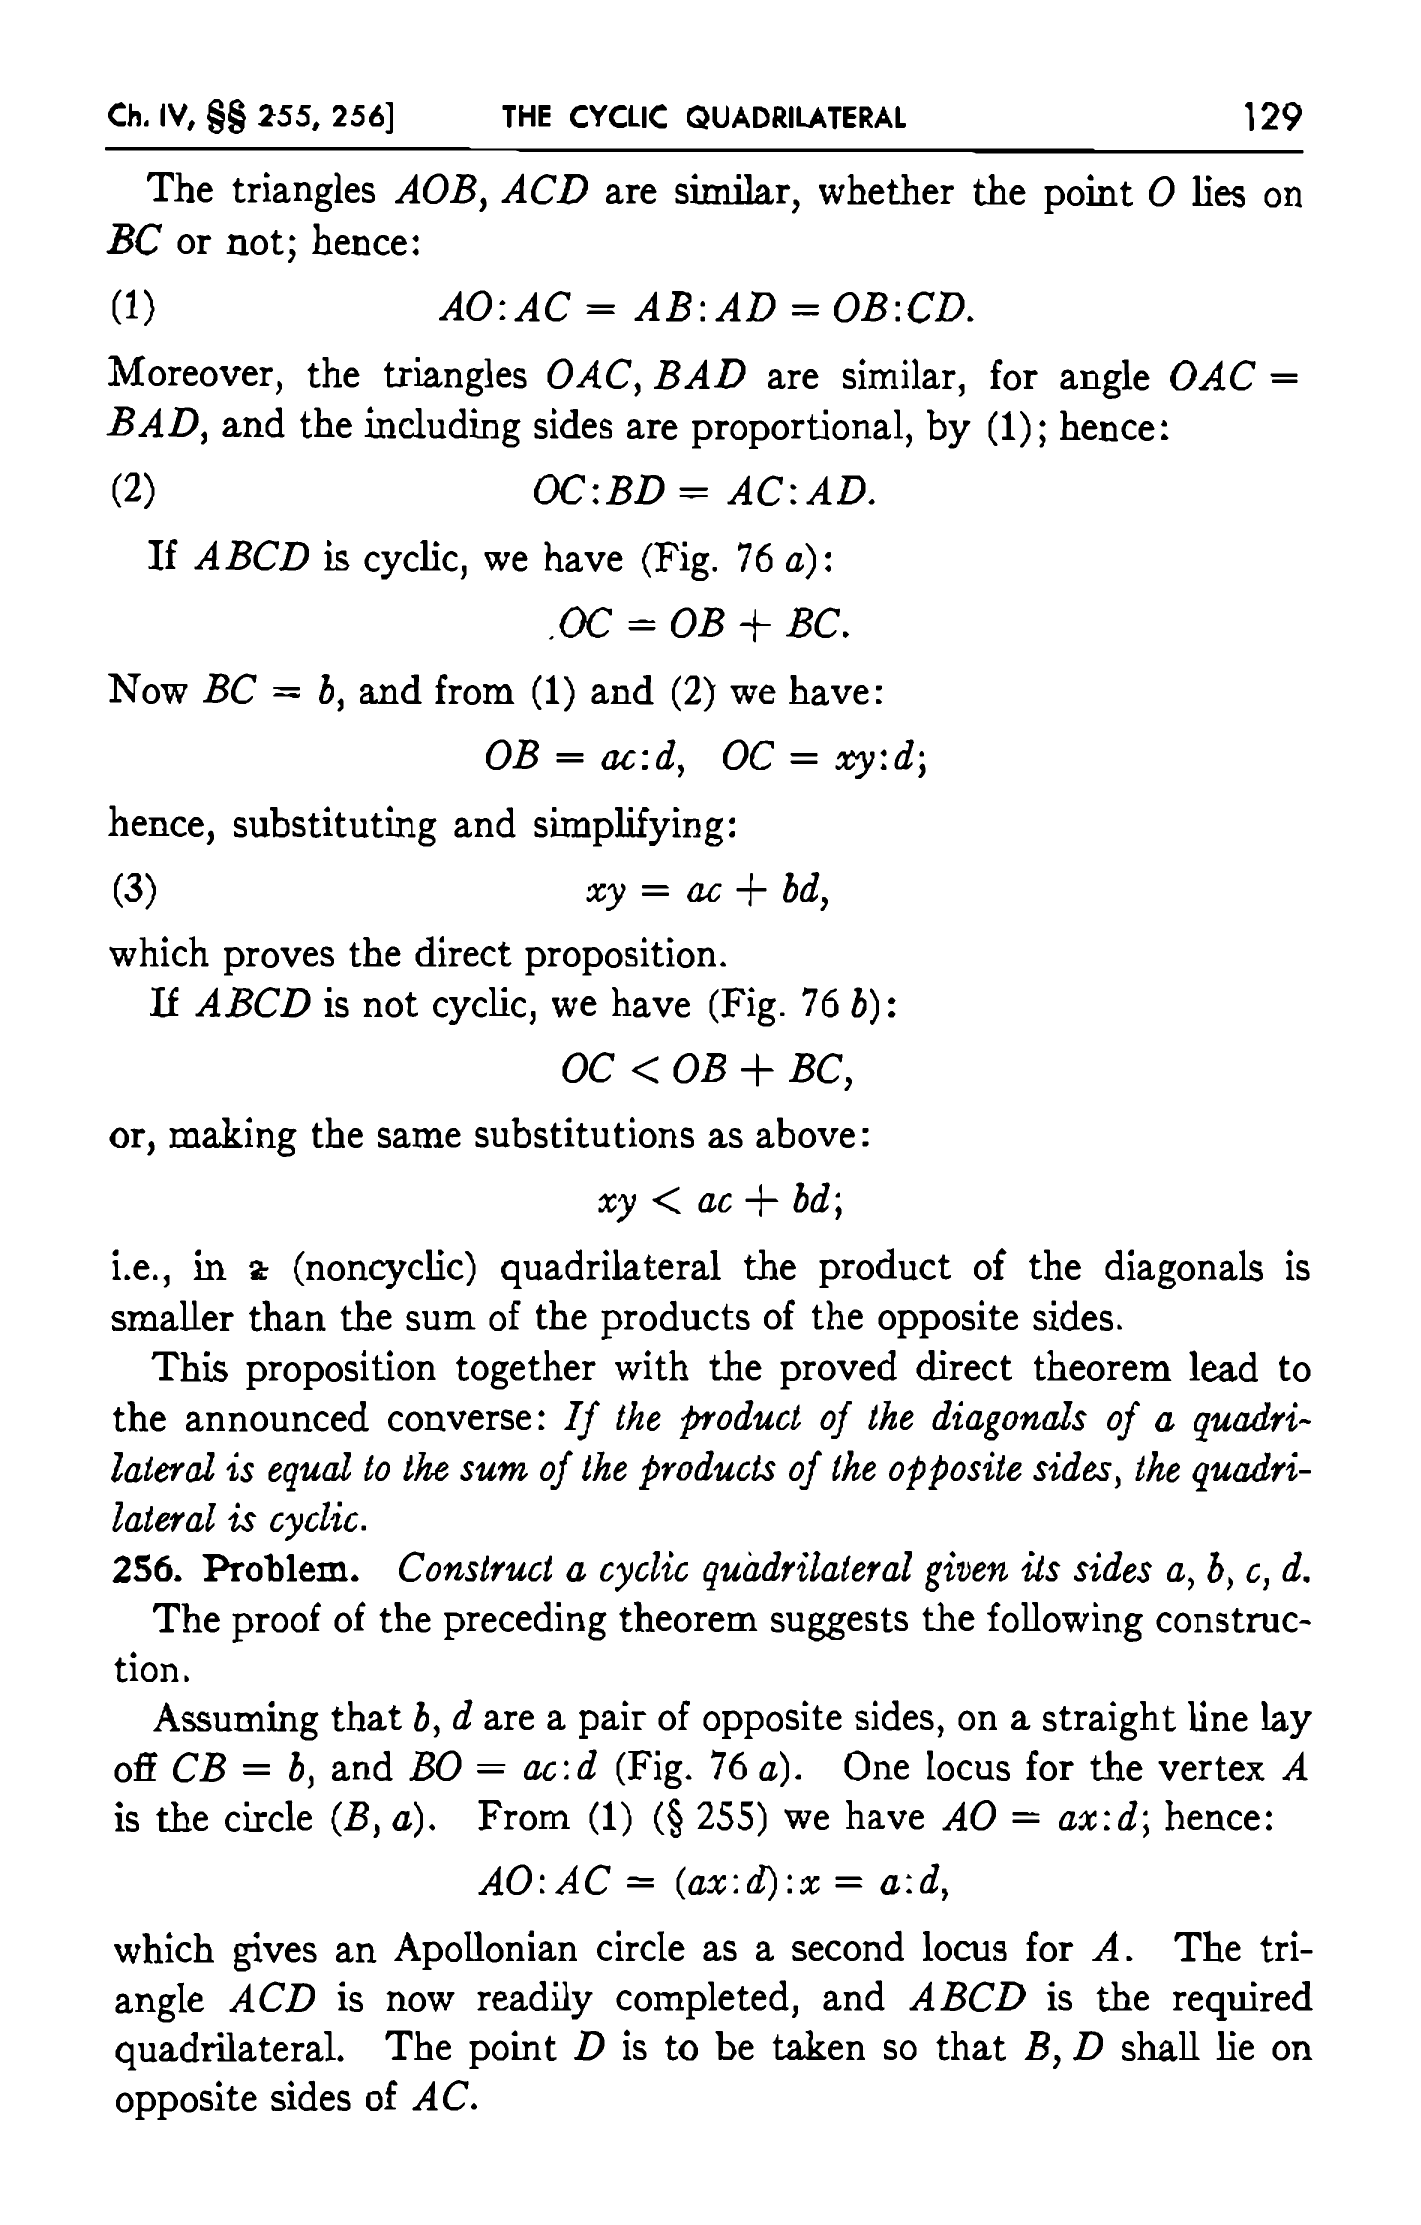 Ch. IV, §§ 255, 256] THE CYCLIC QUADRILATERAL 129
The triangles AOB, ACD are similar, whether the point O lies on
BC or not; hence:
(1) AO:AC = AB:AD = OB:CD.
Moreover, the triangles OAC, BAD are similar, for angle OAC =
BAD, and the including sides are proportional, by (1); hence:
(2) OC:BD = AC:AD.
If ABCD is cyclic, we have (Fig. 76 a):
OC = OB + BC.
Now BC = b, and from (1) and (2) we have:
OB = ac:d, OC = xy:d;
hence, substituting and simplifying:
(3) xy = ac + bd,
which proves the direct proposition.
If ABCD is not cyclic, we have (Fig. 76 b):
OC < OB + BC,
or, making the same substitutions as above:
xy < ac + bd;
i.e., in a (noncyclic) quadrilateral the product of the diagonals is
smaller than the sum of the products of the opposite sides.
This proposition together with the proved direct theorem lead to
the announced converse: If the product of the diagonals of a quadri-
lateral is equal to the sum of the products of the opposite sides, the quadri-
lateral is cyclic.
256. Problem. Construct a cyclic quadrilateral given its sides a, b, c, d.
The proof of the preceding theorem suggests the following construc-
tion.
Assuming that b, d are a pair of opposite sides, on a straight line lay
off CB = b, and BO = ac:d (Fig. 76 a). One locus for the vertex A
is the circle (B, a). From (1) (§ 255) we have AO = ax:d; hence:
AO:AC = (ax:d):x = a:d,
which gives an Apollonian circle as a second locus for A. The tri-
angle ACD is now readily completed, and ABCD is the required
quadrilateral. The point D is to be taken so that B, D shall lie on
opposite sides of AC.